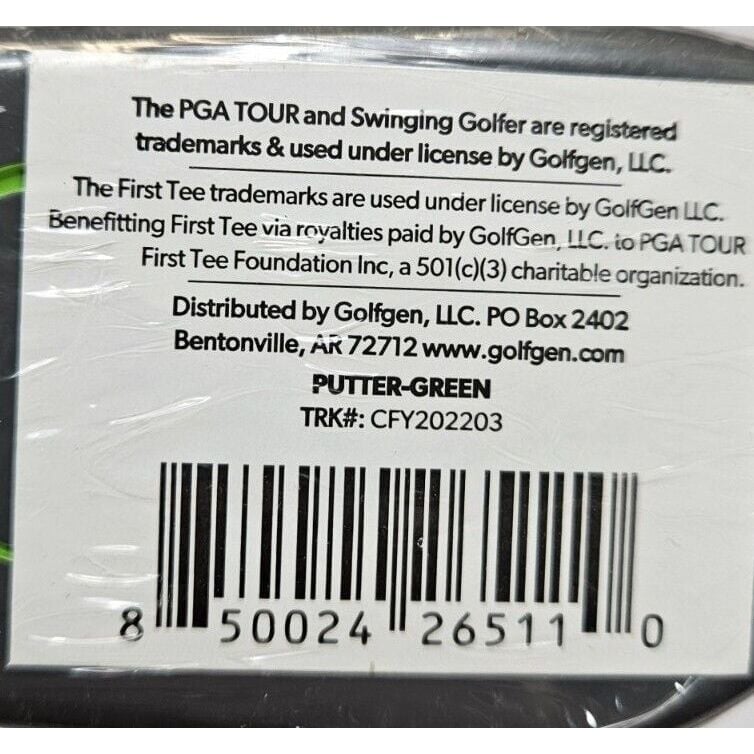 The PGA TOUR and Swinging Golfer are registered
trademarks & used under license by Golfgen, LLC.
The First Tee trademarks are used under license by GolfGen LLC.
Benefitting First Tee via royalties paid by GolfGen, LLC. to PGA TOUR
First Tee Foundation Inc, a 501(c)(3) charitable organization.
Distributed by Golfgen, LLC. PO Box 2402
Bentonville, AR 72712 www.golfgen.com
PUTTER-GREEN
TRK#: CFY202203
8 50024 26511 0